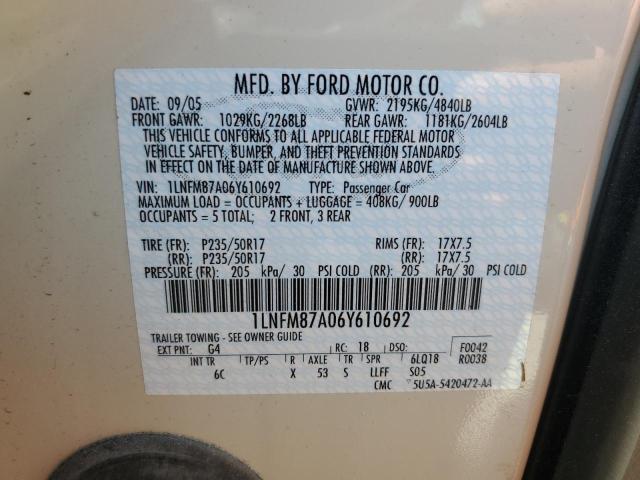 MFD. BY FORD MOTOR CO.
DATE: 09/05 GVWR: 2195KG/4840LB
FRONT GAWR: 1029KG/2268LB REAR GAWR: 1181KG/2604LB
THIS VEHICLE CONFORMS TO ALL APPLICABLE FEDERAL MOTOR
VEHICLE SAFETY, BUMPER, AND THEFT PREVENTION STANDARDS
IN EFFECT ON THE DATE OF MANUFACTURE SHOWN ABOVE.
VIN: 1LNFM87A06Y610692 TYPE: Passenger Car
MAXIMUM LOAD = OCCUPANTS + LUGGAGE = 408KG/900LB
OCCUPANTS = 5 TOTAL; 2 FRONT, 3 REAR
TIRE (FR): P235/50R17 RIMS (FR): 17X7.5
(RR): P235/50R17 (RR): 17X7.5
PRESSURE (FR): 205 kPa/ 30 PSI COLD (RR): 205 kPa/ 30 PSI COLD
1LNFM87A06Y610692
TRAILER TOWING - SEE OWNER GUIDE
EXT PNT: G4 RC: 18 DSO: F0042
INT TR TP/PS R AXLE TR SPR 6LQ18 R0038
6C X 53 S LLFF S05
CMC 5U5A-5420472-AA